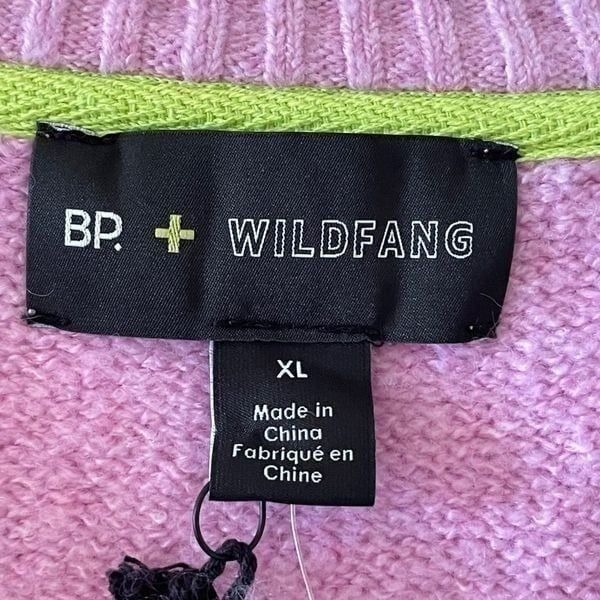 BP. + WILDFANG
XL
Made in
China
Fabriqué en
Chine